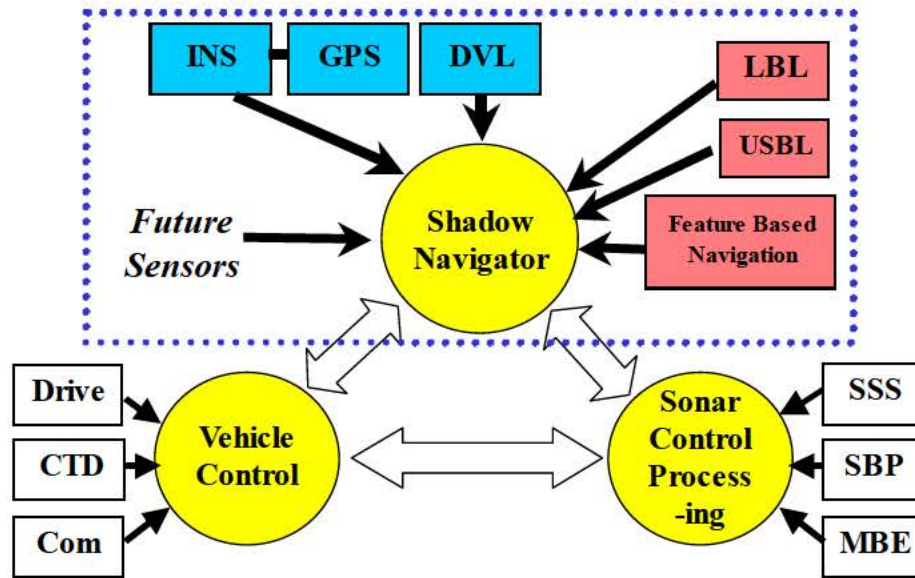 INS
GPS
DVL
LBL
USBL
Feature Based
Navigation
Shadow
Navigator
Future
Sensors
Drive
CTD
Com
Vehicle
Control
Sonar
Control
Process
-ing
SSS
SBP
MBE